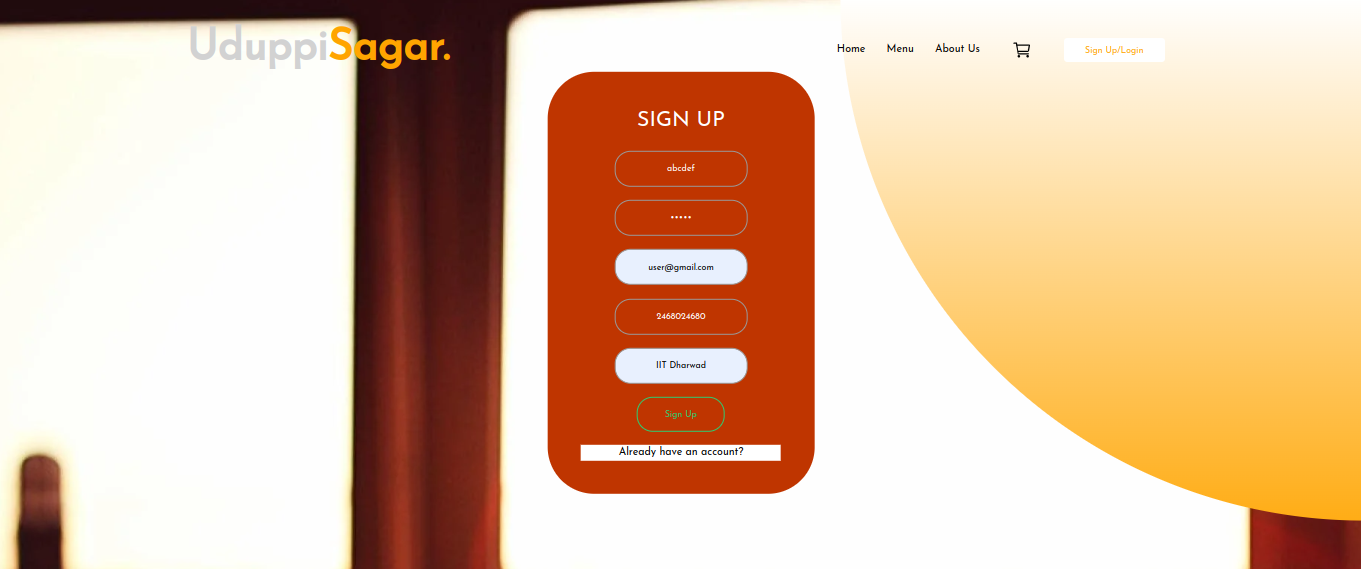 UduppiSagar.
Home Menu About Us Sign Up/Login
SIGN UP
abcdef
•••••
user@gmail.com
2468024680
IIT Dharwad
Sign Up
Already have an account?